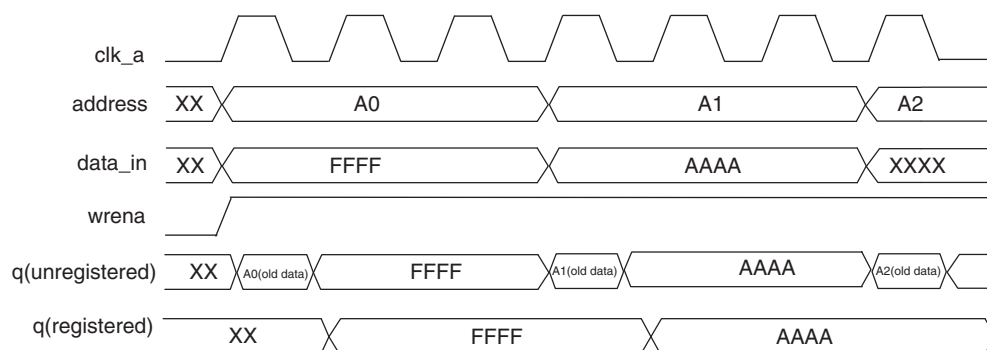 clk_a
address XX A0 A1 A2
data_in XX FFFF AAAA XXXX
wrena
q(unregistered) XX A0(old data) FFFF A1(old data) AAAA A2(old data)
q(registered) XX FFFF AAAA